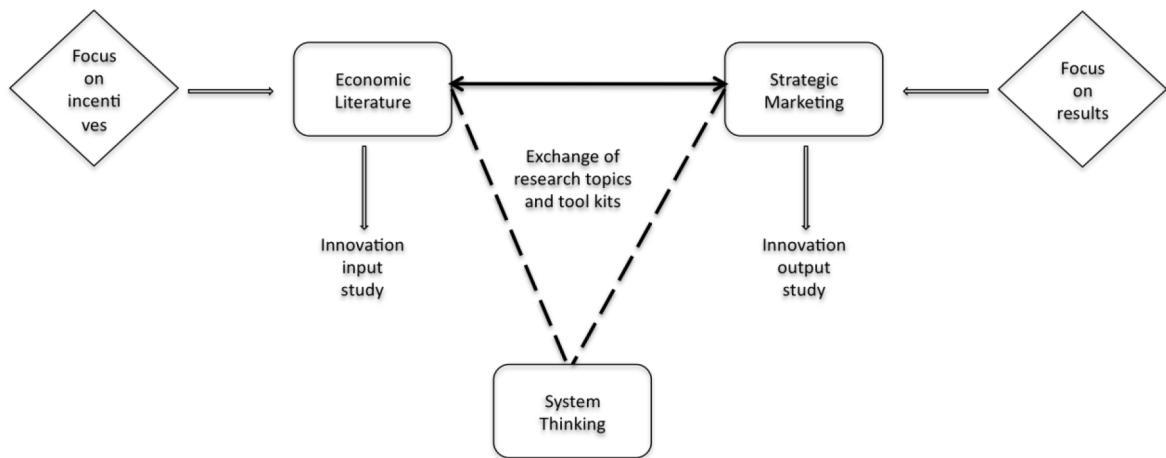 Focus
on
incenti
ves
Economic
Literature
Strategic
Marketing
Focus
on
results
Exchange of
research topics
and tool kits
Innovation
input
study
Innovation
output
study
System
Thinking